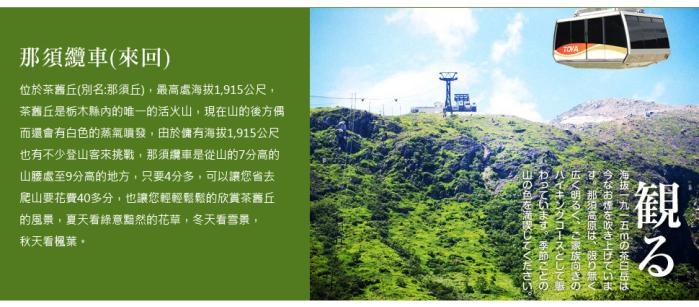 那須纜車(來回)
位於茶舊丘(別名:那須丘)，最高處海拔1,915公尺，
茶舊丘是栃木縣內的唯一的活火山，現在山的後方偶
而還會有白色的蒸氣噴發，由於傭有海拔1,915公尺
也有不少登山客來挑戰，那須纜車是從山的7分高的
山腰處至9分高的地方，只要4分多，可以讓您省去
爬山要花費40多分，也讓您輕輕鬆鬆的欣賞茶舊丘
的風景，夏天看綠意豔然的花草，冬天看雪景，
秋天看楓葉。
TOYA
観る
海抜一九一五mの茶臼岳は
今なお煙を吹き上げていま
す。那須高原は、限り無く
広く明るく、ご家族向きの
ハイキングコースとして賑
わっています。季節ごとの
山の色を満喫してください。